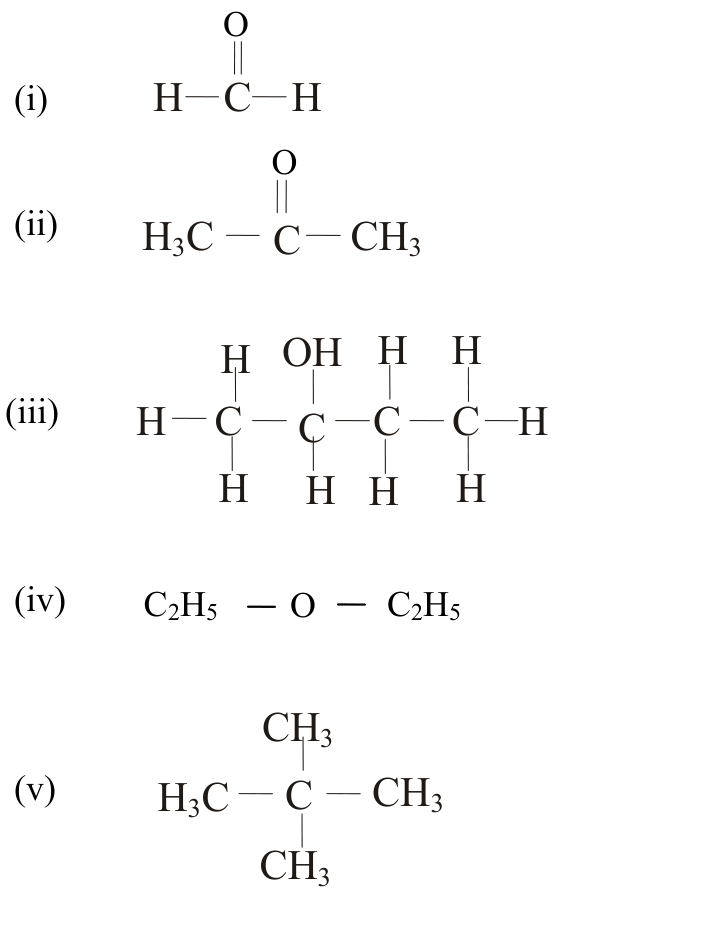 O
(i) H—C—H
O
(ii) H₃C — C — CH₃
H OH H H
(iii) H—C — C — C — C—H
H H H H
(iv) C₂H₅ — O — C₂H₅
CH₃
(v) H₃C — C — CH₃
CH₃